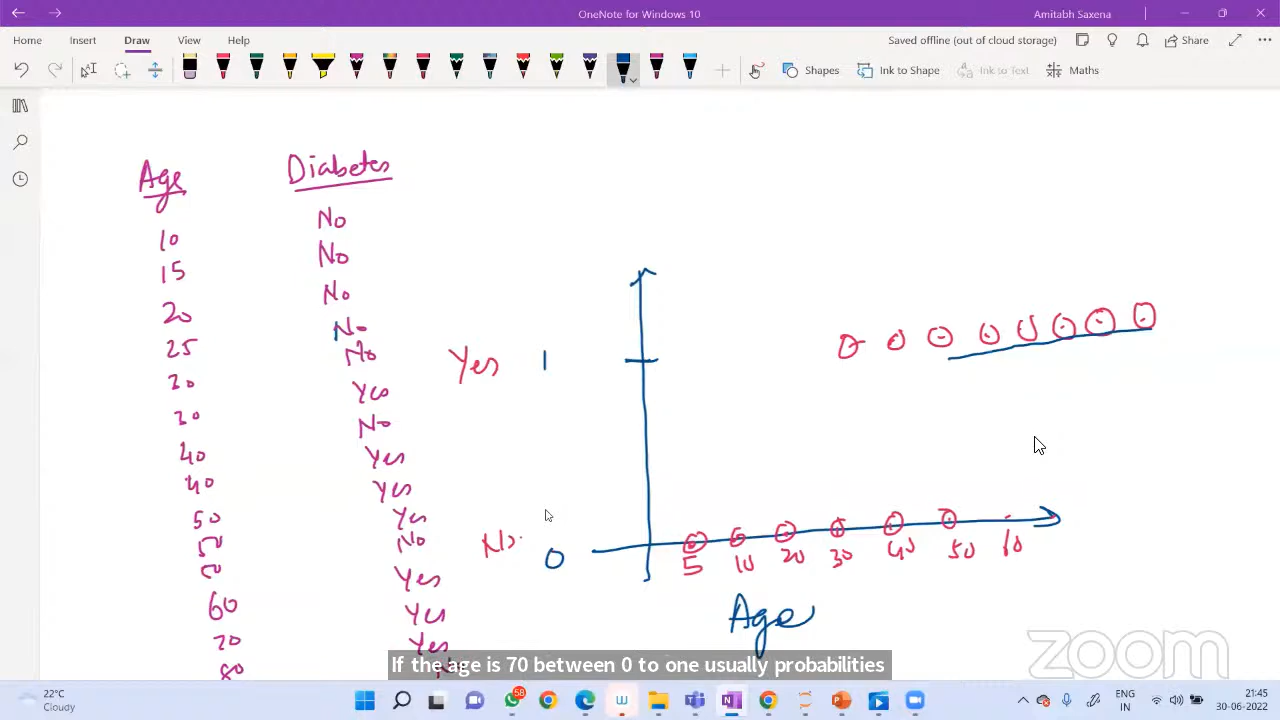 OneNote for Windows 10
Amitabh Saxena
Home Insert Draw View Help
Saved offline (out of cloud storage)
Share
Shapes
Ink to Shape
Ink to Text
Maths
Age Diabetes
10 No
15 No
20 No
25 No
30 No
30 Yes
40 No
40 Yes
50 Yes
50 Yes
50 No
60 Yes
70 Yes
80 Yes
Yes 1
No 0
5 10 20 30 40 50 60
Age
zoom
If the age is 70 between 0 to one usually probabilities
22°C
Cloudy
58
ENG
IN
21:45
30-06-2022